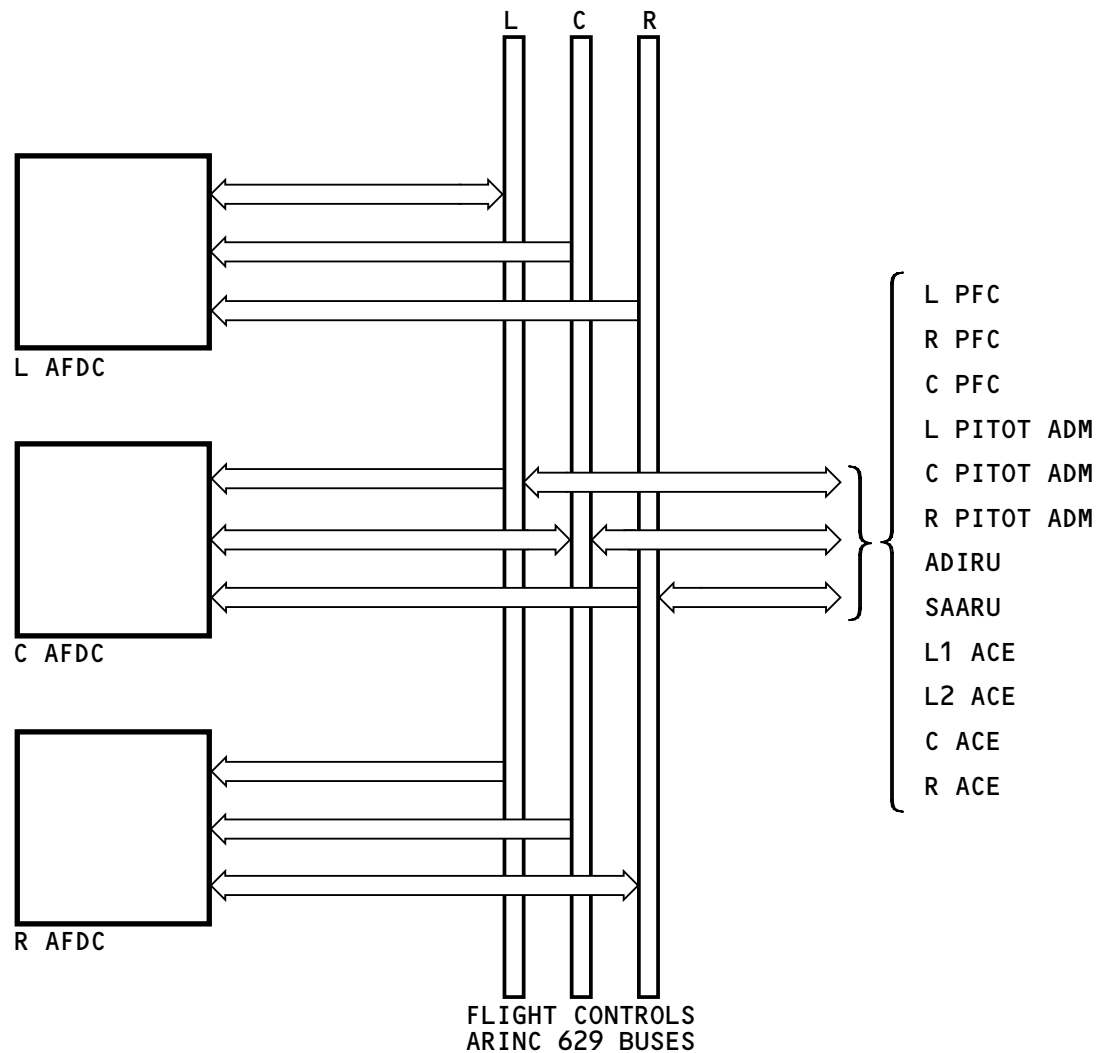 L C R
L AFDC
C AFDC
R AFDC
L PFC
R PFC
C PFC
L PITOT ADM
C PITOT ADM
R PITOT ADM
ADIRU
SAARU
L1 ACE
L2 ACE
C ACE
R ACE
FLIGHT CONTROLS
ARINC 629 BUSES